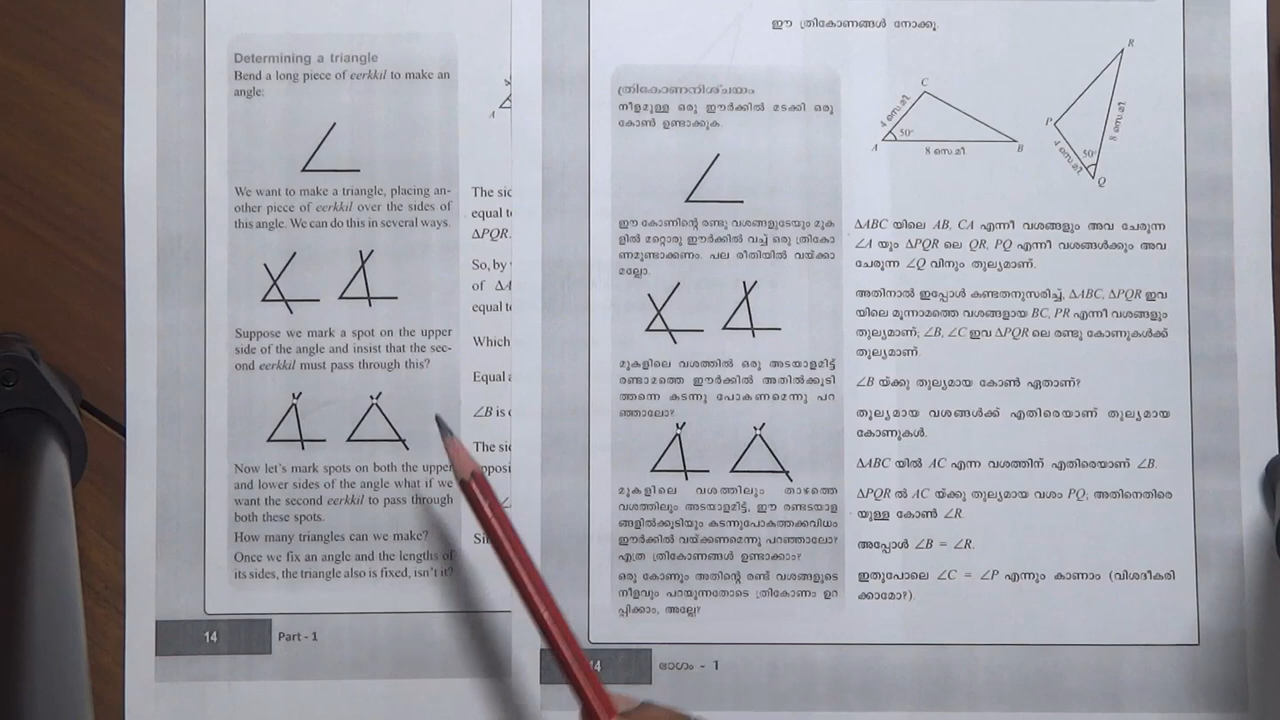 Determining a triangle
Bend a long piece of eerkkil to make an
angle:
We want to make a triangle, placing an-
other piece of eerkkil over the sides of
this angle. We can do this in several ways.
Suppose we mark a spot on the upper
side of the angle and insist that the sec-
ond eerkkil must pass through this?
Now let's mark spots on both the upper
and lower sides of the angle what if we
want the second eerkkil to pass through
both these spots.
How many triangles can we make?
Once we fix an angle and the lengths of
its sides, the triangle also is fixed, isn't it?
14
Part - 1
A
The sid
equal t
ΔPQR.
So, by
of ΔA
equal t
Which
Equal a
∠B is
The si
opposi
ഈ ത്രികോണങ്ങൾ നോക്കൂ.
ത്രികോണനിശ്ചയം
നീളമുള്ള ഒരു ഈർക്കിൽ മടക്കി ഒരു
കോൺ ഉണ്ടാക്കുക.
ഈ കോണിന്റെ രണ്ടു വശങ്ങളുടേയും മുക
ളിൽ മറ്റൊരു ഈർക്കിൽ വച്ച് ഒരു ത്രികോ
ണമുണ്ടാക്കണം. പല രീതിയിൽ വയ്ക്കാ
മല്ലോ.
മുകളിലെ വശത്തിൽ ഒരു അടയാളമിട്ട്
രണ്ടാമത്തെ ഈർക്കിൽ അതിൽക്കൂടി
ത്തന്നെ കടന്നു പോകണമെന്നു പറ
ഞ്ഞാലോ?
മുകളിലെ വശത്തിലും താഴത്തെ
വശത്തിലും അടയാളമിട്ട്, ഈ രണ്ടടയാള
ങ്ങളിൽക്കൂടിയും കടന്നുപോകത്തക്കവിധം
ഈർക്കിൽ വയ്ക്കണമെന്നു പറഞ്ഞാലോ?
എത്ര ത്രികോണങ്ങൾ ഉണ്ടാക്കാം?
ഒരു കോണും അതിന്റെ രണ്ട് വശങ്ങളുടെ
നീളവും പറയുന്നതോടെ ത്രികോണം ഉറ
പ്പിക്കാം, അല്ലേ?
C
4 സെ.മീ.
50°
A
8 സെ.മീ.
B
R
P
8 സെ.മീ.
50°
4 സെ.മീ.
Q
ΔABC യിലെ AB, CA എന്നീ വശങ്ങളും അവ ചേരുന്ന
∠A യും ΔPQR ലെ QR, PQ എന്നീ വശങ്ങൾക്കും അവ
ചേരുന്ന ∠Q വിനും തുല്യമാണ്.
അതിനാൽ ഇപ്പോൾ കണ്ടതനുസരിച്ച്, ΔABC, ΔPQR ഇവ
യിലെ മൂന്നാമത്തെ വശങ്ങളായ BC, PR എന്നീ വശങ്ങളും
തുല്യമാണ്; ∠B, ∠C ഇവ ΔPQR ലെ രണ്ടു കോണുകൾക്ക്
തുല്യമാണ്.
∠B യ്ക്കു തുല്യമായ കോൺ ഏതാണ്?
തുല്യമായ വശങ്ങൾക്ക് എതിരെയാണ് തുല്യമായ
കോണുകൾ.
ΔABC യിൽ AC എന്ന വശത്തിന് എതിരെയാണ് ∠B.
ΔPQR ൽ AC യ്ക്കു തുല്യമായ വശം PQ; അതിനെതിരെ
യുള്ള കോൺ ∠R.
അപ്പോൾ ∠B = ∠R.
ഇതുപോലെ ∠C = ∠P എന്നും കാണാം (വിശദീകരി
ക്കാമോ?).
14
ഭാഗം - 1